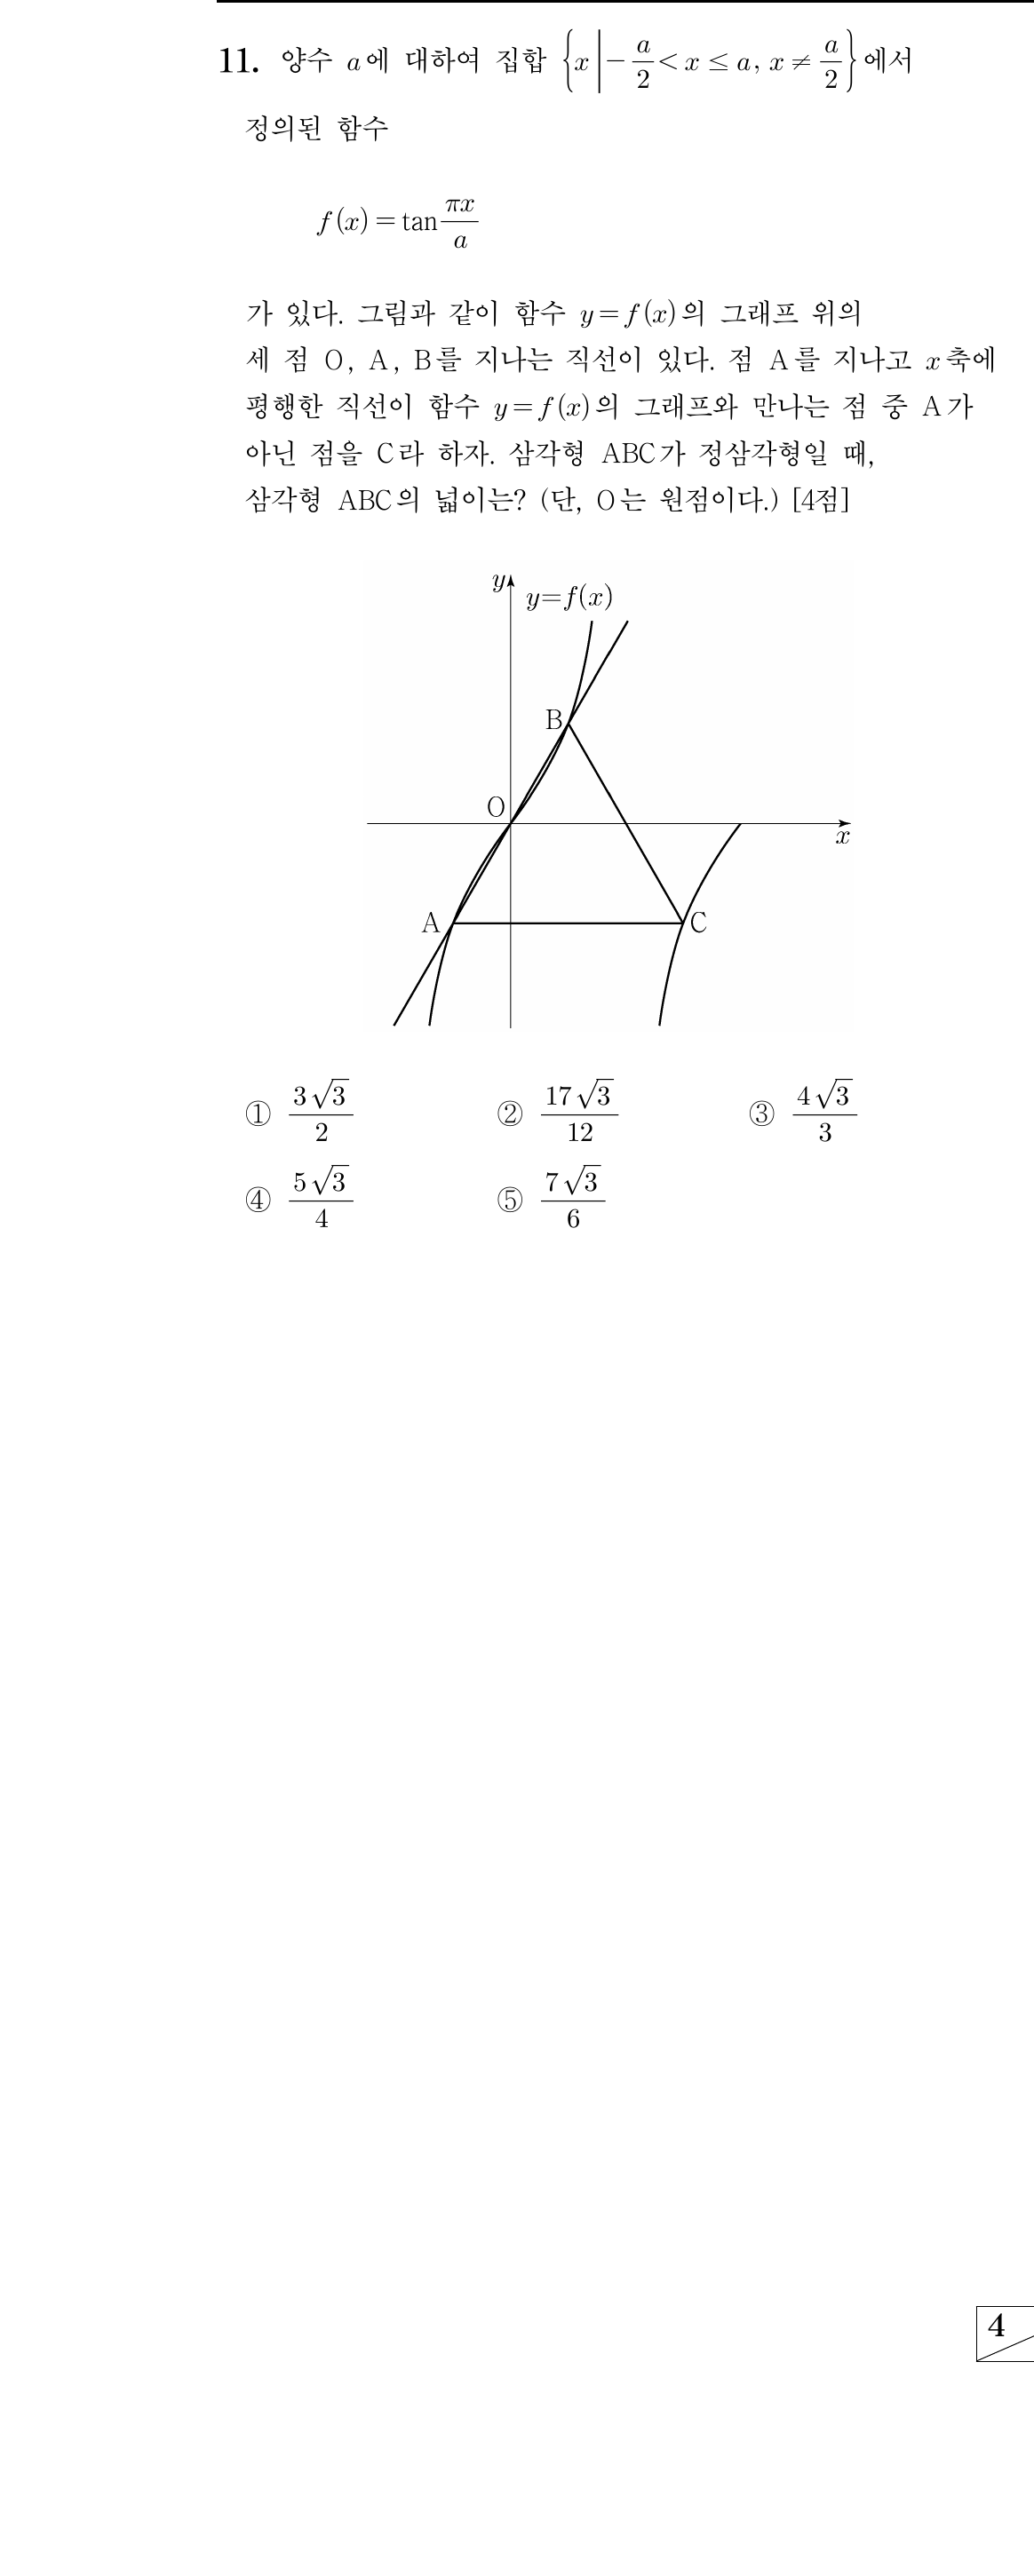 11. 양수 a에 대하여 집합 {x | -a/2 < x ≤ a, x ≠ a/2}에서
정의된 함수
f(x) = tan πx/a
가 있다. 그림과 같이 함수 y=f(x)의 그래프 위의
세 점 O, A, B를 지나는 직선이 있다. 점 A를 지나고 x축에
평행한 직선이 함수 y=f(x)의 그래프와 만나는 점 중 A가
아닌 점을 C라 하자. 삼각형 ABC가 정삼각형일 때,
삼각형 ABC의 넓이는? (단, O는 원점이다.) [4점]
y
y=f(x)
B
O
x
A
C
① 3√3/2 ② 17√3/12 ③ 4√3/3
④ 5√3/4 ⑤ 7√3/6
4